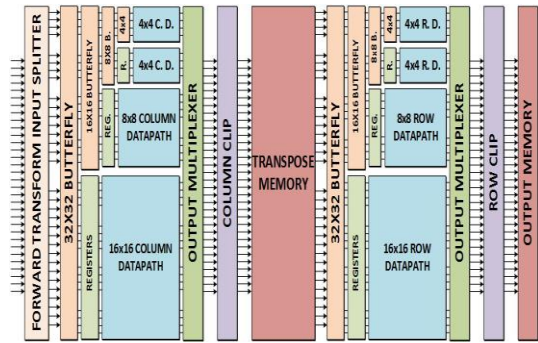 FORWARD TRANSFORM INPUT SPLITTER
32X32 BUTTERFLY
16X16 BUTTERFLY
REGISTERS
8X8 B.
4x4
4x4 C. D.
R.
4x4 C. D.
REG.
8x8 COLUMN
DATAPATH
16x16 COLUMN
DATAPATH
OUTPUT MULTIPLEXER
COLUMN CLIP
TRANSPOSE
MEMORY
32X32 BUTTERFLY
16X16 BUTTERFLY
REGISTERS
8x8 B.
4x4
4x4 R. D.
R.
4x4 R. D.
REG.
8x8 ROW
DATAPATH
16x16 ROW
DATAPATH
OUTPUT MULTIPLEXER
ROW CLIP
OUTPUT MEMORY